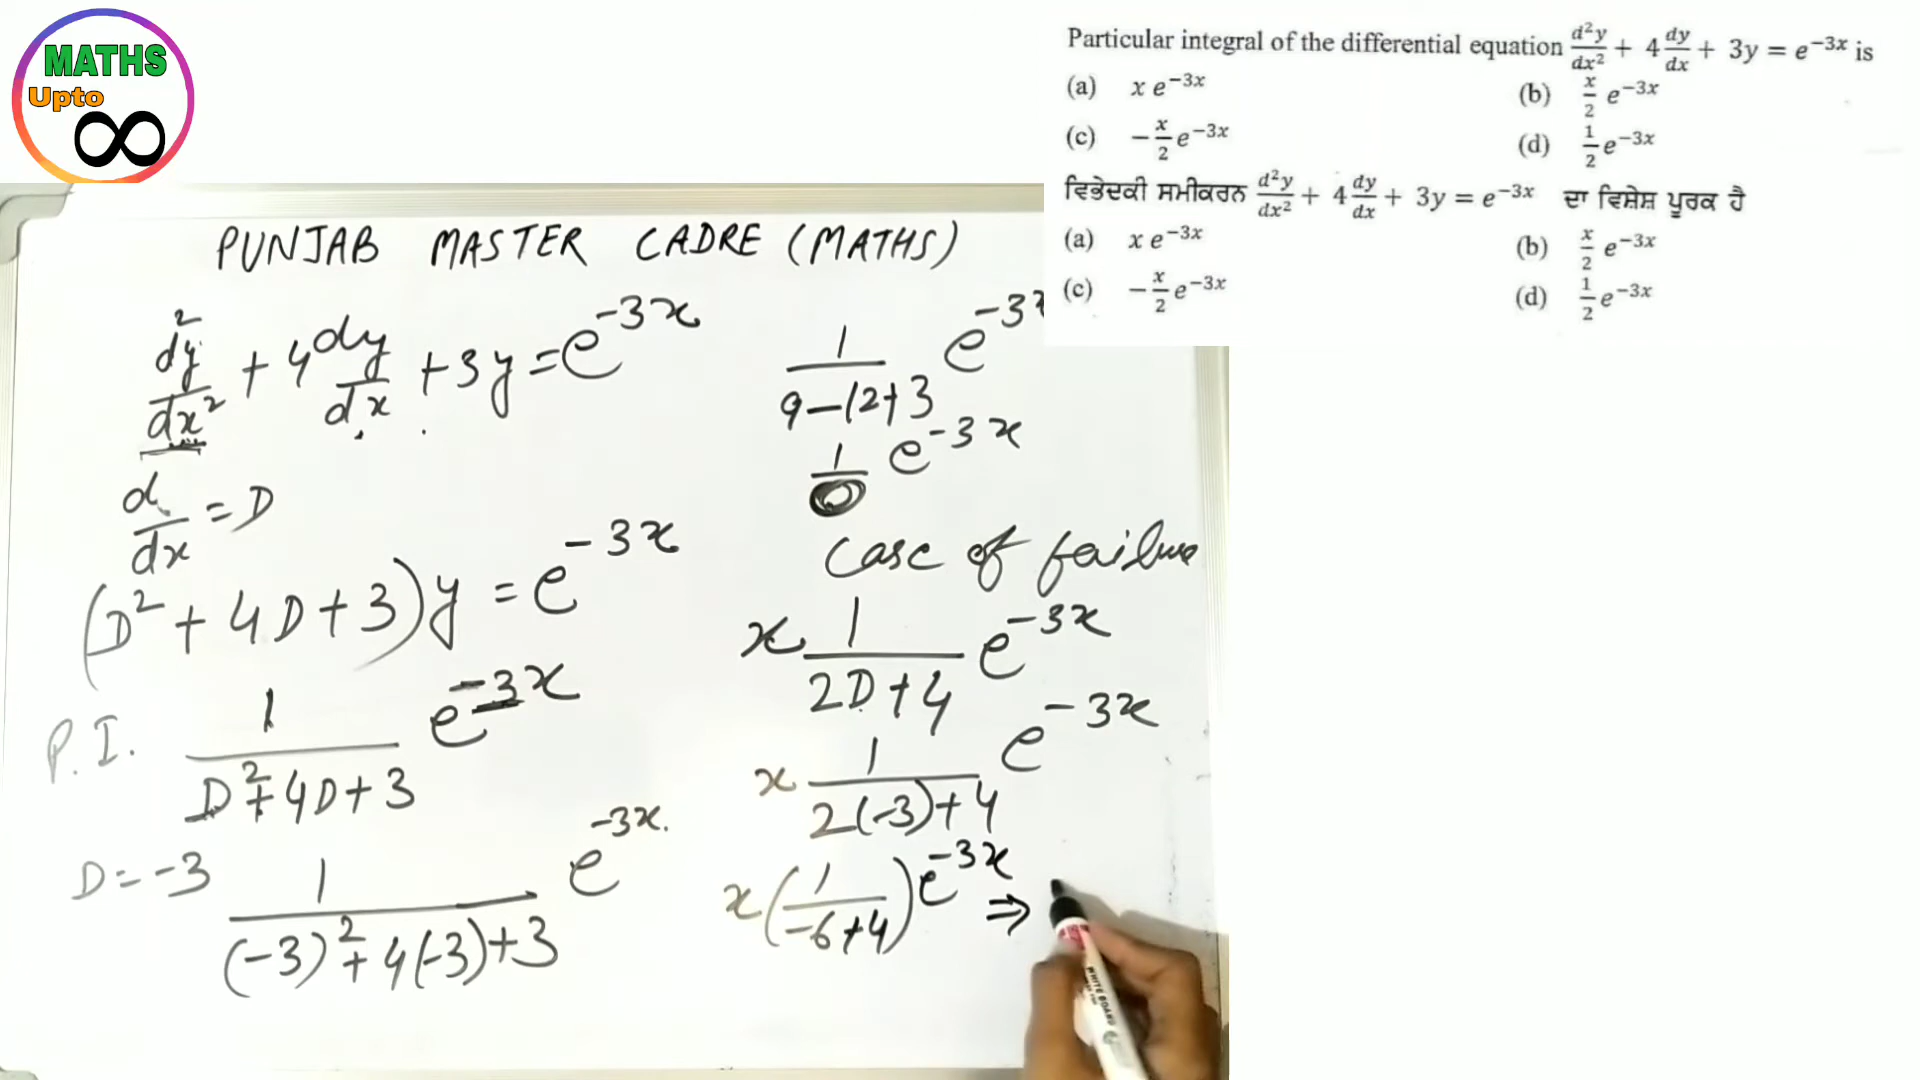 MATHS
Upto
∞
Particular integral of the differential equation d²y/dx² + 4 dy/dx + 3y = e^{-3x} is
(a) x e^{-3x} (b) x/2 e^{-3x}
(c) -x/2 e^{-3x} (d) 1/2 e^{-3x}
ਵਿਭੇਦਕੀ ਸਮੀਕਰਨ d²y/dx² + 4 dy/dx + 3y = e^{-3x} ਦਾ ਵਿਸ਼ੇਸ਼ ਪੂਰਕ ਹੈ
(a) x e^{-3x} (b) x/2 e^{-3x}
(c) -x/2 e^{-3x} (d) 1/2 e^{-3x}
PUNJAB MASTER CADRE (MATHS)
d²y/dx² + 4 dy/dx + 3y = e^{-3x}
d/dx = D
(D² + 4D + 3)y = e^{-3x}
P.I. 1/(D² + 4D + 3) e^{-3x}
D = -3 1/((-3)² + 4(-3) + 3) e^{-3x}
1/(9-12+3) e^{-3x}
1/0 e^{-3x}
Case of failure
x 1/(2D+4) e^{-3x}
x 1/(2(-3)+4) e^{-3x}
x (1/(-6+4)) e^{-3x} ⇒
WHITEBOARD